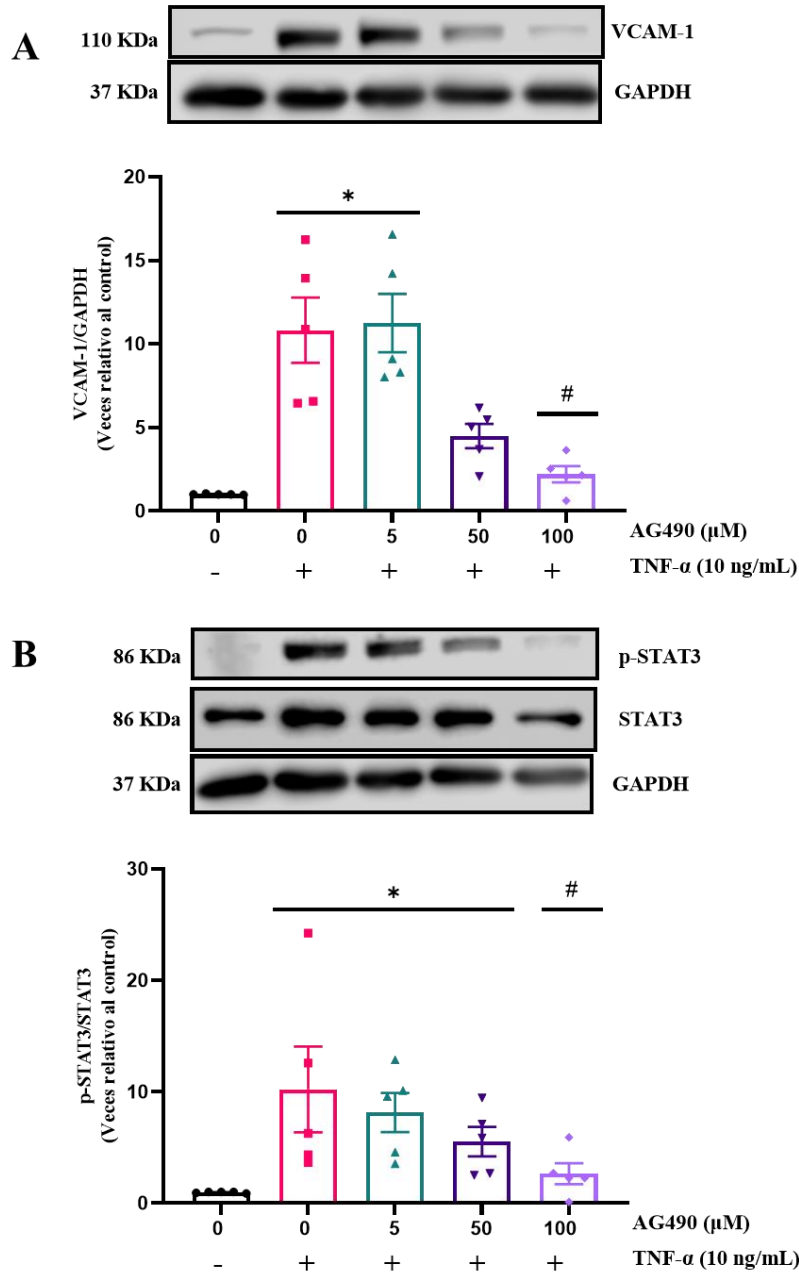 A
110 KDa
VCAM-1
37 KDa
GAPDH
VCAM-1/GAPDH
(Veces relativo al control)
20
15
10
5
0
*
#
0 0 5 50 100 AG490 (μM)
- + + + + TNF-α (10 ng/mL)
B
86 KDa
p-STAT3
86 KDa
STAT3
37 KDa
GAPDH
p-STAT3/STAT3
(Veces relativo al control)
30
20
10
0
*
#
0 0 5 50 100 AG490 (μM)
- + + + + TNF-α (10 ng/mL)